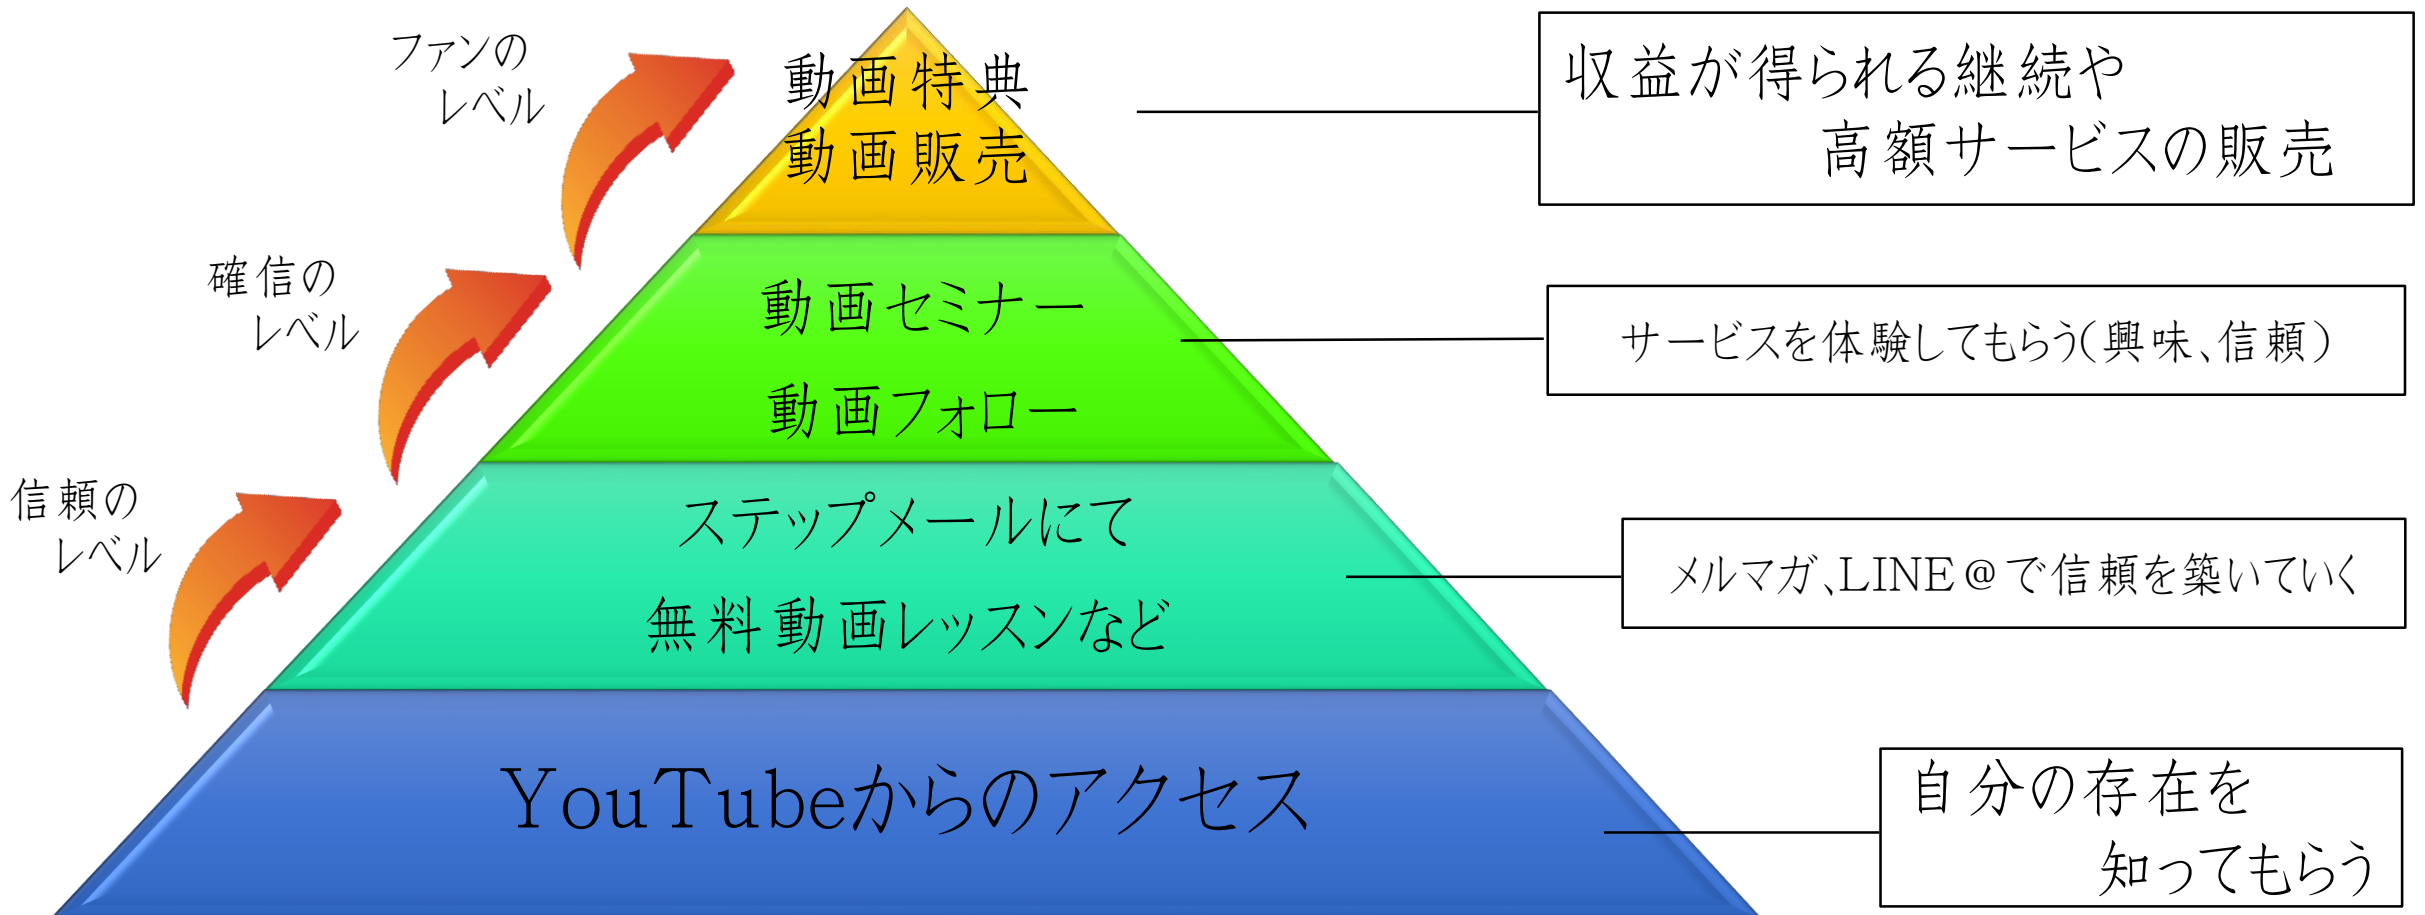 ファンの
レベル
動画特典
動画販売
収益が得られる継続や
高額サービスの販売
確信の
レベル
動画セミナー
動画フォロー
サービスを体験してもらう(興味、信頼)
信頼の
レベル
ステップメールにて
無料動画レッスンなど
メルマガ、LINE@で信頼を築いていく
YouTubeからのアクセス
自分の存在を
知ってもらう